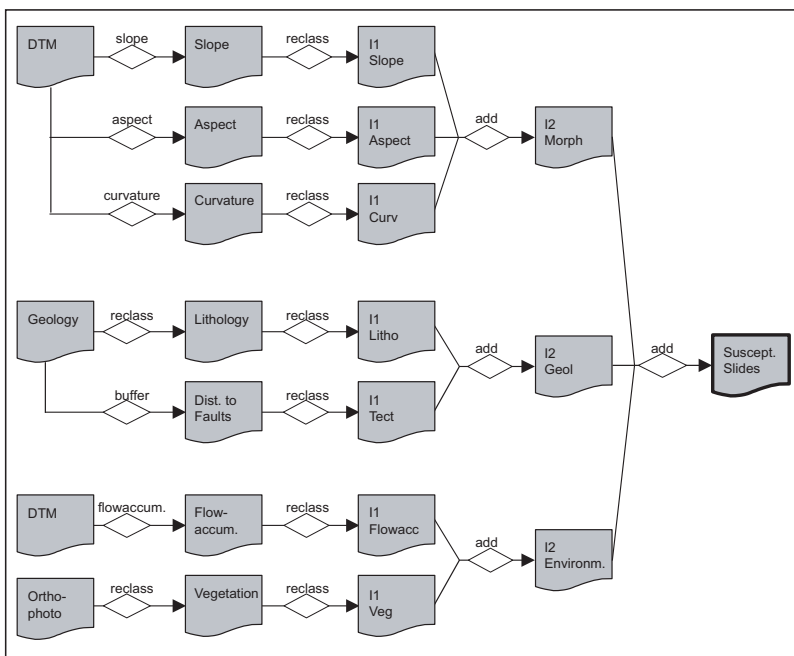 slope
reclass
DTM
Slope
I1
Slope
aspect
reclass
add
Aspect
I1
Aspect
I2
Morph
curvature
reclass
Curvature
I1
Curv
reclass
reclass
Geology
Lithology
I1
Litho
add
add
I2
Geol
Suscept.
Slides
buffer
reclass
Dist. to
Faults
I1
Tect
flowaccum.
reclass
DTM
Flow-
accum.
I1
Flowacc
add
I2
Environm.
reclass
reclass
Ortho-
photo
Vegetation
I1
Veg